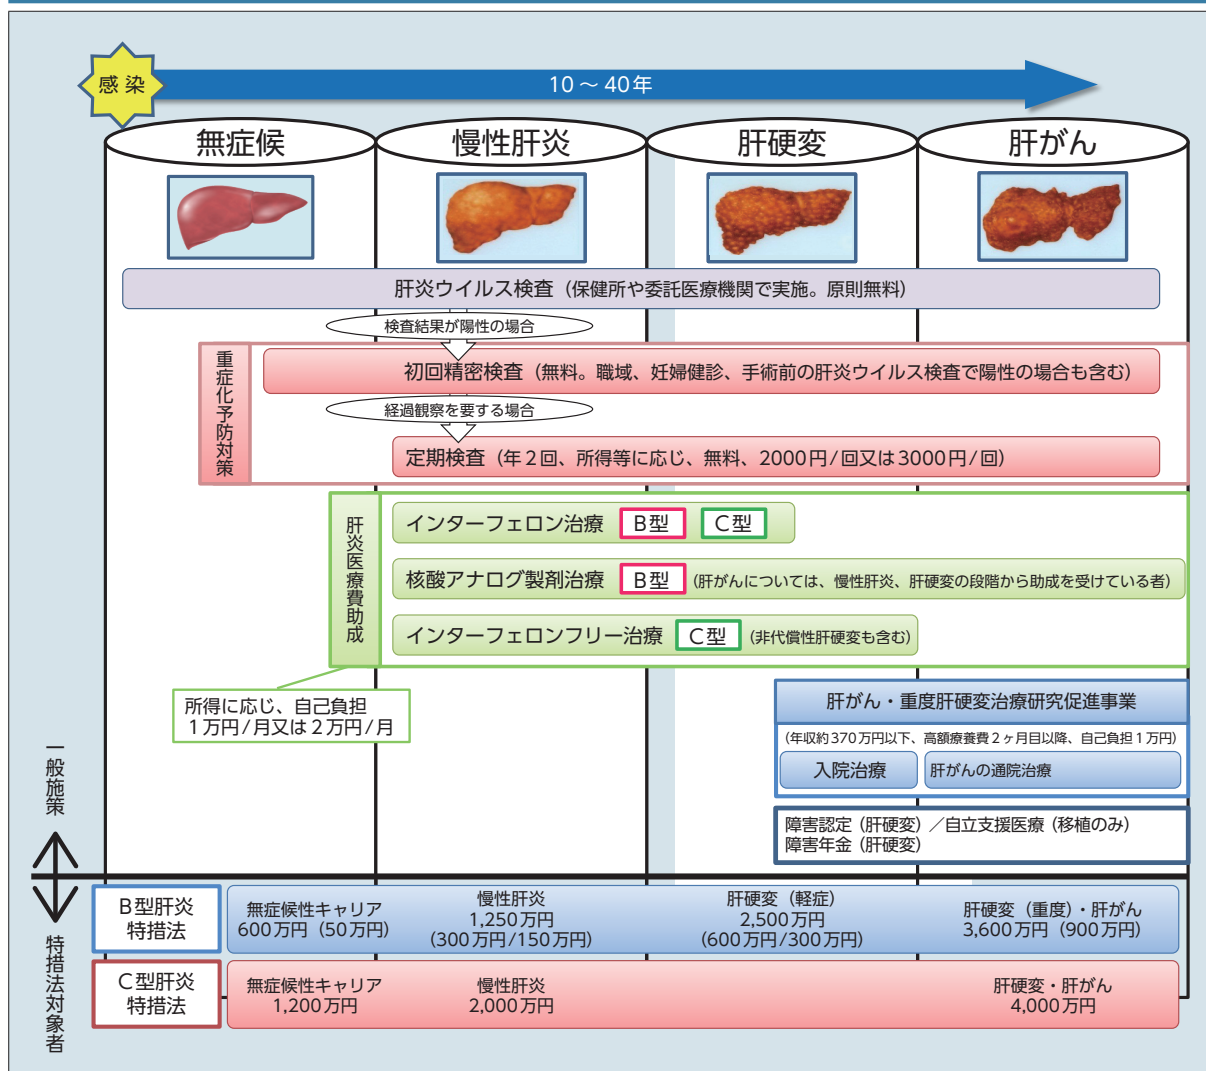 感染
10～40年
無症候
慢性肝炎
肝硬変
肝がん
肝炎ウイルス検査（保健所や委託医療機関で実施。原則無料）
検査結果が陽性の場合
重症化予防対策
初回精密検査（無料。職域、妊婦健診、手術前の肝炎ウイルス検査で陽性の場合も含む）
経過観察を要する場合
定期検査（年２回、所得等に応じ、無料、2000円/回又は3000円/回）
肝炎医療費助成
インターフェロン治療 B型 C型
核酸アナログ製剤治療 B型 （肝がんについては、慢性肝炎、肝硬変の段階から助成を受けている者）
インターフェロンフリー治療 C型 （非代償性肝硬変も含む）
所得に応じ、自己負担
１万円/月又は２万円/月
肝がん・重度肝硬変治療研究促進事業
（年収約370万円以下、高額療養費２ヶ月目以降、自己負担１万円）
入院治療
肝がんの通院治療
障害認定（肝硬変）／自立支援医療（移植のみ）
障害年金（肝硬変）
一般施策
特措法対象者
B型肝炎
特措法
無症候性キャリア
600万円（50万円）
慢性肝炎
1,250万円
（300万円/150万円）
肝硬変（軽症）
2,500万円
（600万円/300万円）
肝硬変（重度）・肝がん
3,600万円（900万円）
C型肝炎
特措法
無症候性キャリア
1,200万円
慢性肝炎
2,000万円
肝硬変・肝がん
4,000万円